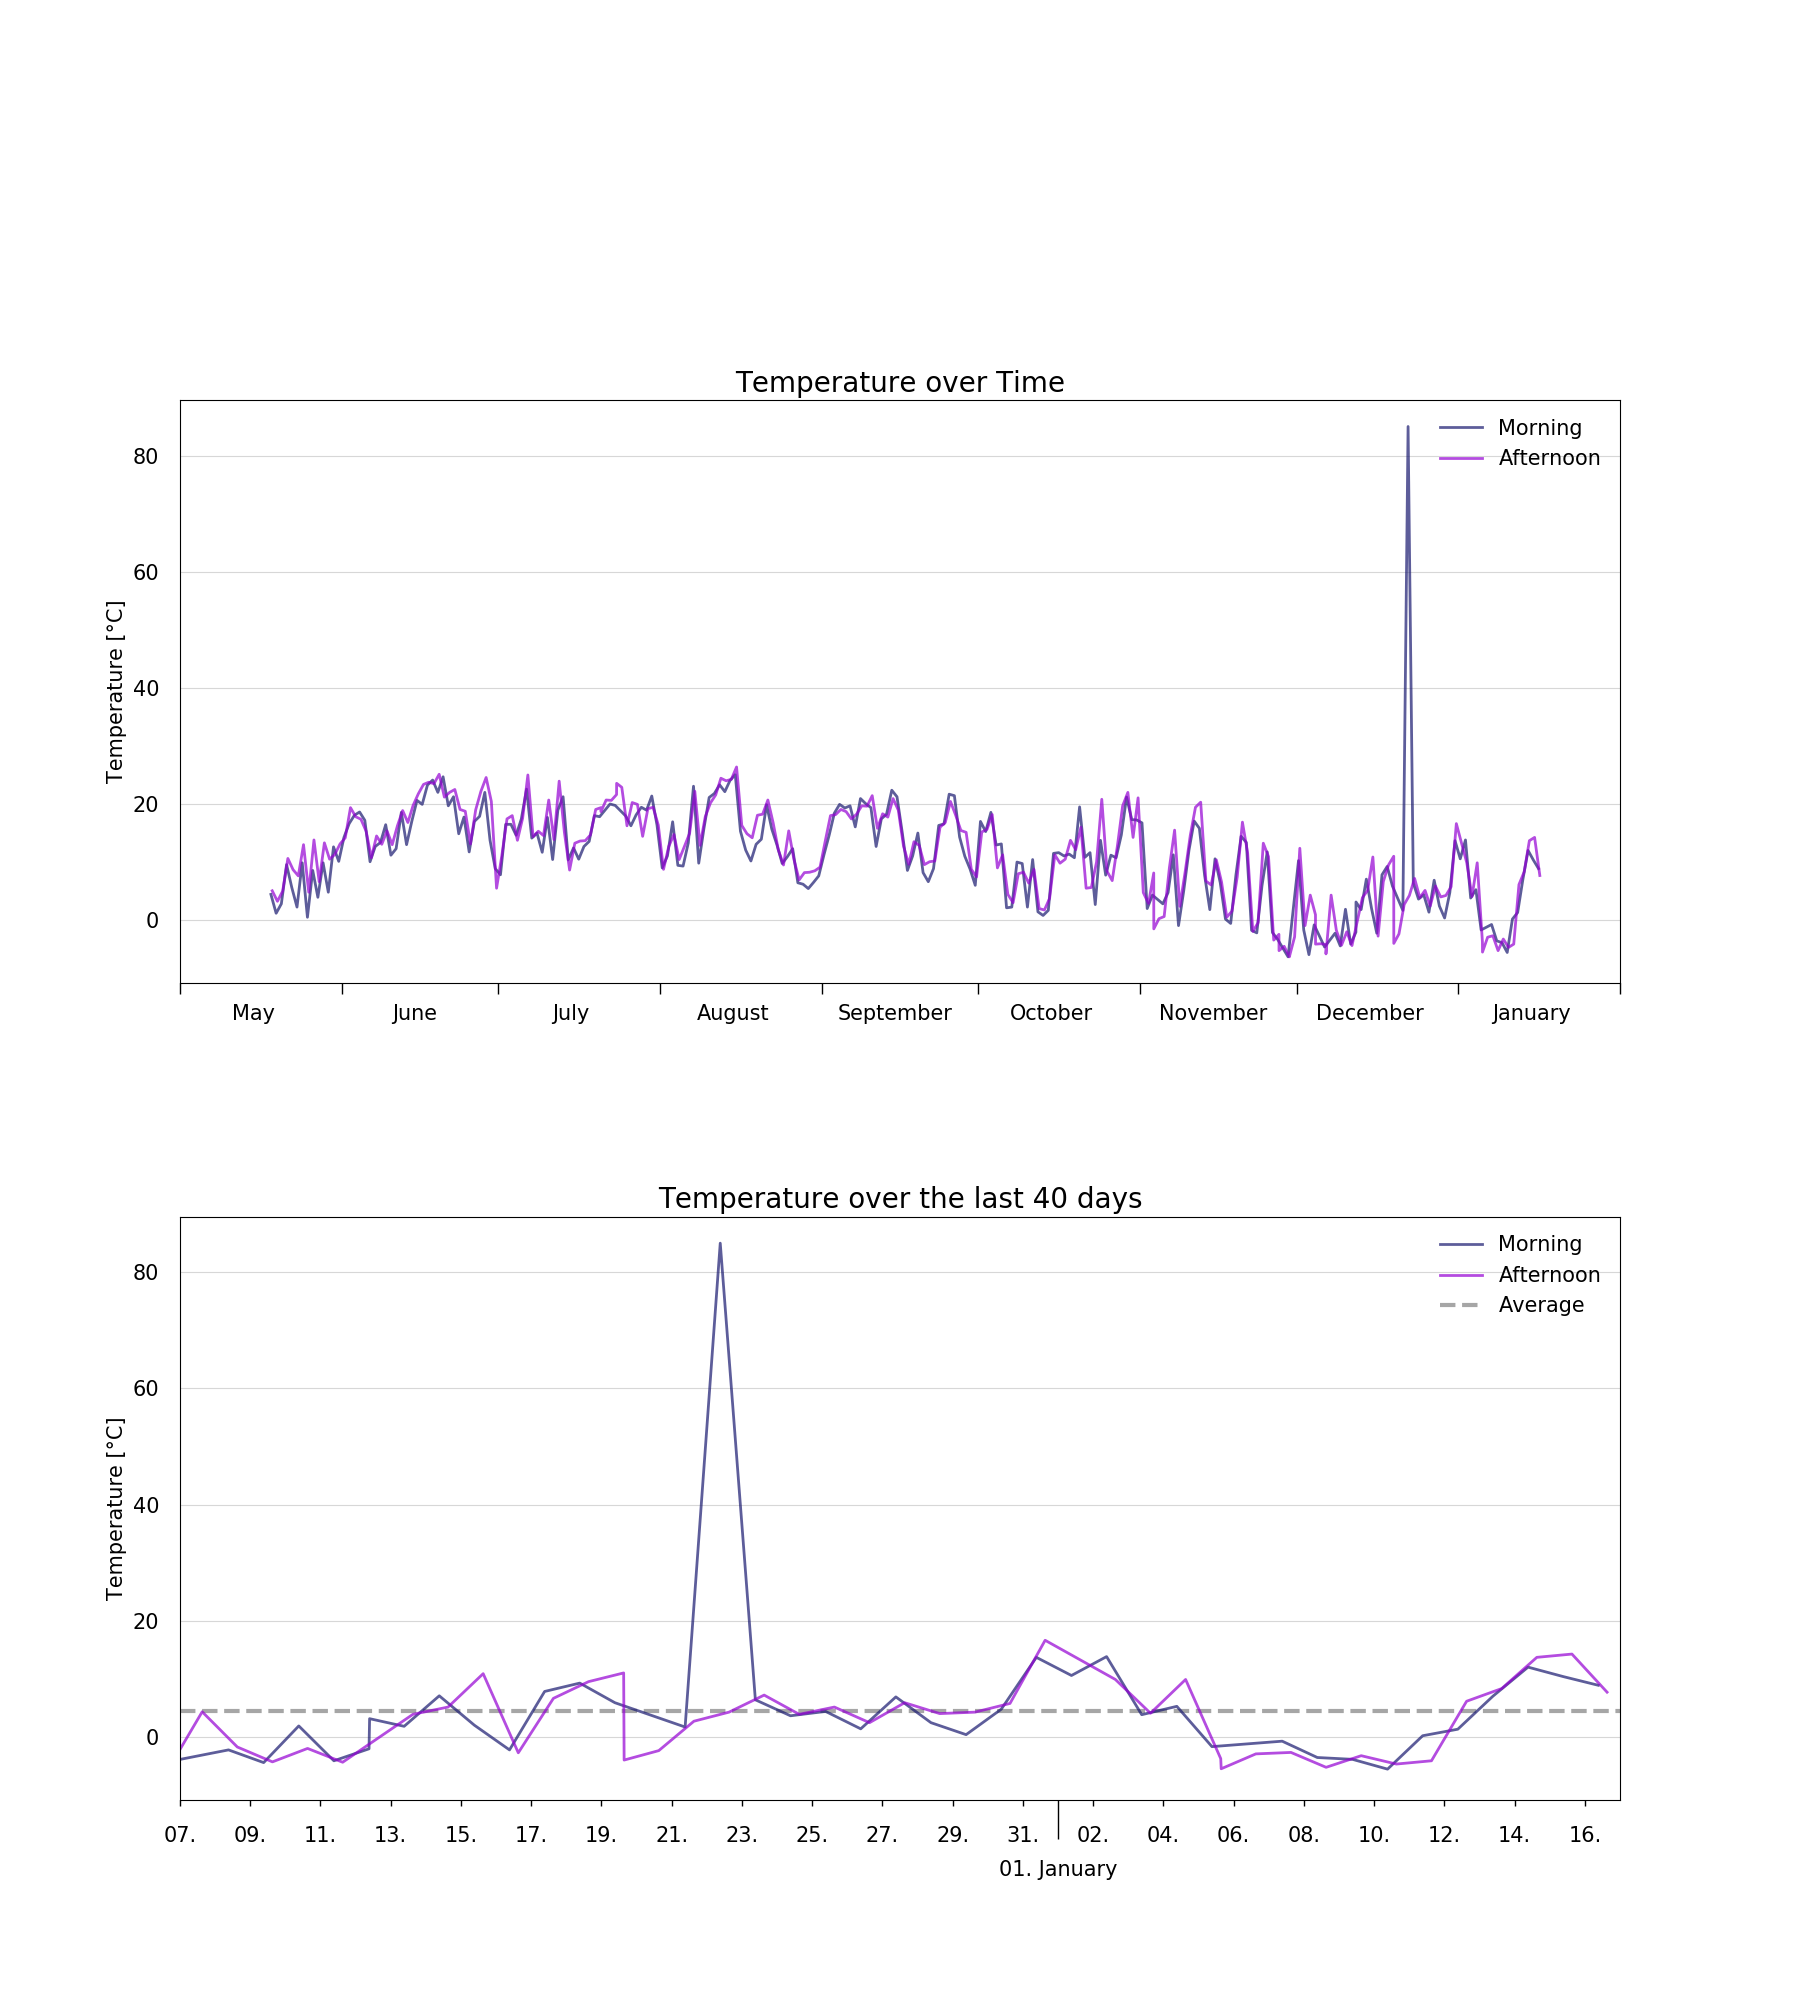 Temperature over Time
Morning
Afternoon
80
60
40
20
0
Temperature [°C]
May June July August September October November December January
Temperature over the last 40 days
Morning
Afternoon
Average
80
60
40
20
0
Temperature [°C]
07. 09. 11. 13. 15. 17. 19. 21. 23. 25. 27. 29. 31. 02. 04. 06. 08. 10. 12. 14. 16.
01. January